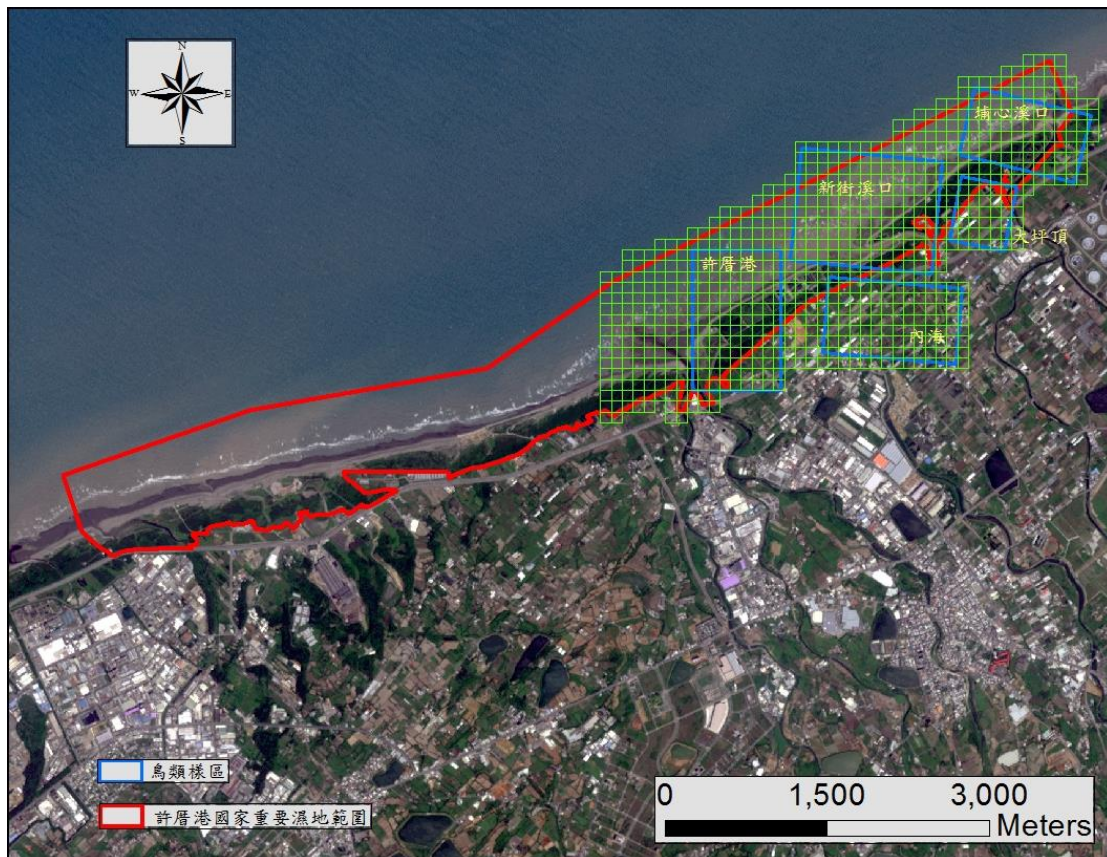 N
W
E
S
埔心溪口
新街溪口
大坪頂
許厝港
內海
鳥類樣區
許厝港國家重要濕地範圍
0 1,500 3,000
Meters